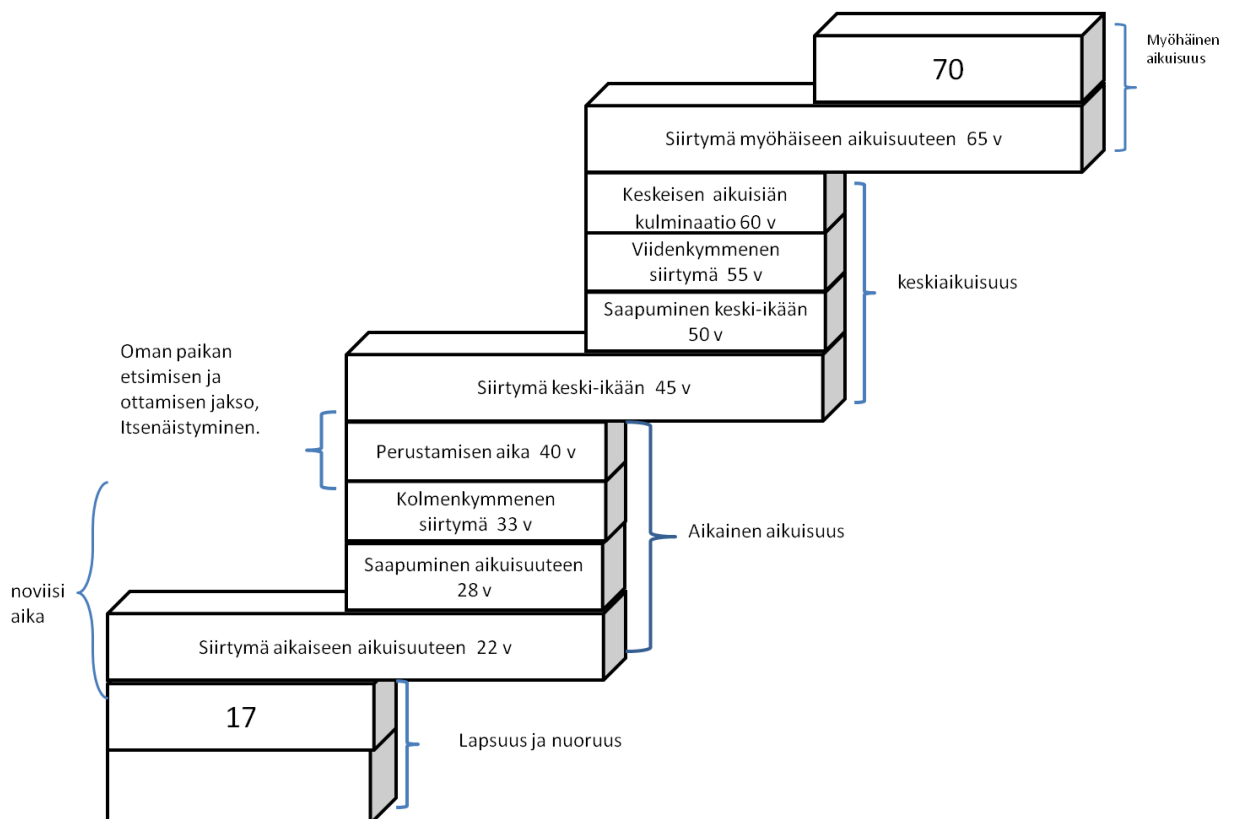 Myöhäinen
aikuisuus
70
Siirtymä myöhäiseen aikuisuuteen 65 v
Keskeisen aikuisiän
kulminaatio 60 v
Viidenkymmenen
siirtymä 55 v
keskiaikuisuus
Saapuminen keski-ikään
50 v
Oman paikan
etsimisen ja
ottamisen jakso,
Itsenäistyminen.
Siirtymä keski-ikään 45 v
Perustamisen aika 40 v
Kolmenkymmenen
siirtymä 33 v
Aikainen aikuisuus
Saapuminen aikuisuuteen
28 v
noviisi
aika
Siirtymä aikaiseen aikuisuuteen 22 v
17
Lapsuus ja nuoruus